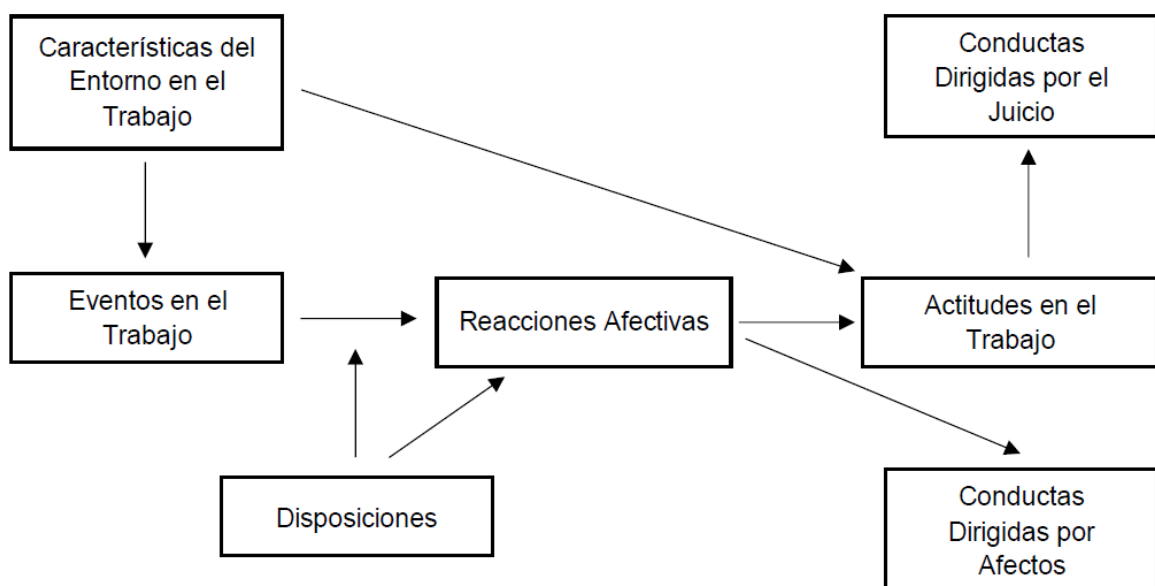 Características del
Entorno en el
Trabajo
Conductas
Dirigidas por el
Juicio
Eventos en el
Trabajo
Reacciones Afectivas
Actitudes en el
Trabajo
Disposiciones
Conductas
Dirigidas por
Afectos